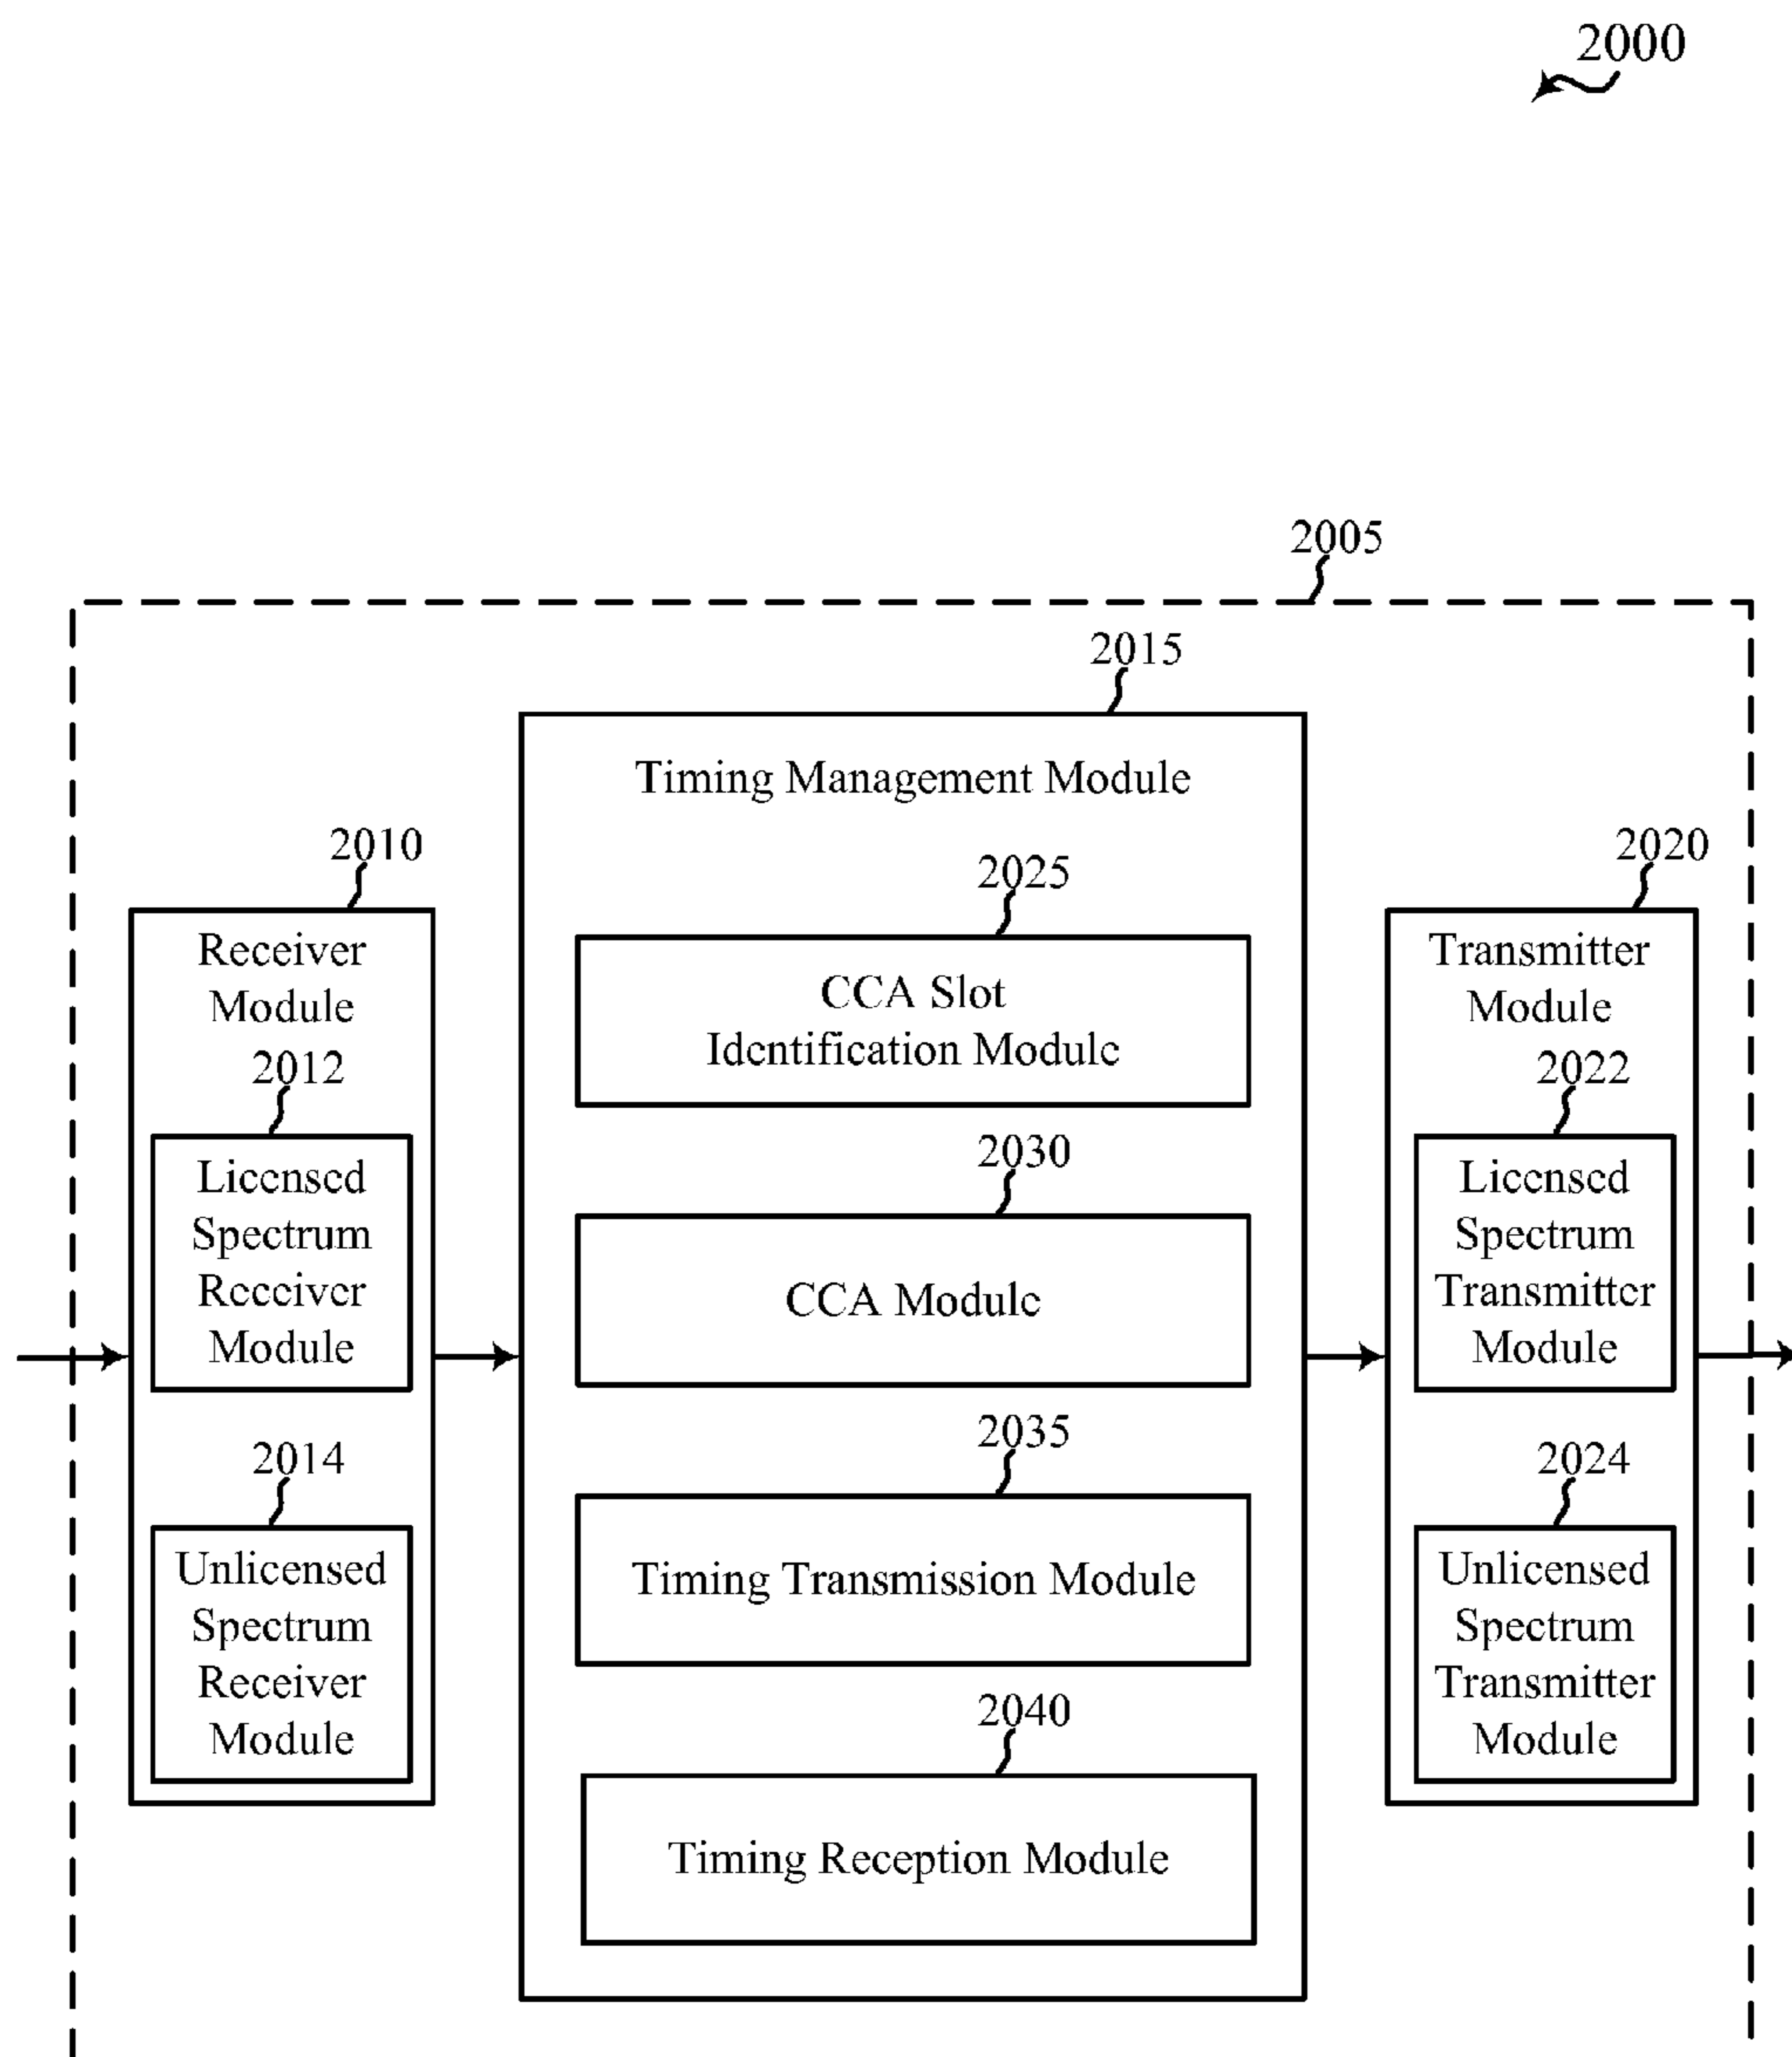 2000
2005
2015
Timing Management Module
2010
Receiver
Module
2012
Licensed
Spectrum
Receiver
Module
2014
Unlicensed
Spectrum
Receiver
Module
2025
CCA Slot
Identification Module
2030
CCA Module
2035
Timing Transmission Module
2040
Timing Reception Module
2020
Transmitter
Module
2022
Licensed
Spectrum
Transmitter
Module
2024
Unlicensed
Spectrum
Transmitter
Module